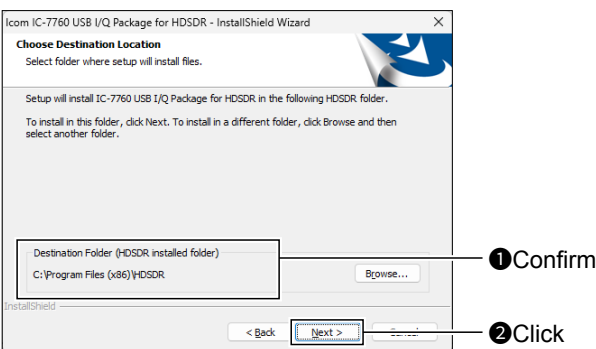 Icom IC-7760 USB I/Q Package for HDSDR - InstallShield Wizard
Choose Destination Location
Select folder where setup will install files.
Setup will install IC-7760 USB I/Q Package for HDSDR in the following HDSDR folder.
To install in this folder, click Next. To install in a different folder, click Browse and then
select another folder.
Destination Folder (HDSDR installed folder)
C:\Program Files (x86)\HDSDR
Browse...
❶Confirm
InstallShield
< Back
Next >
❷Click